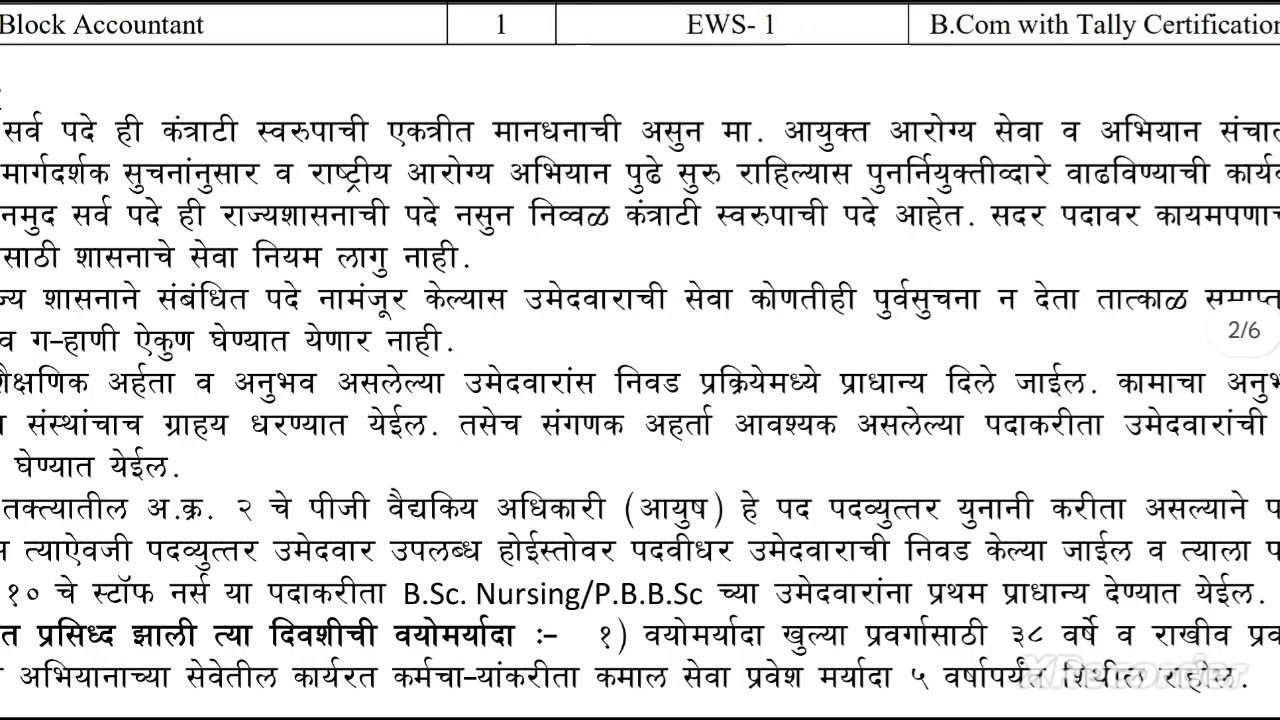 Block Accountant 1 EWS- 1 B.Com with Tally Certification
सर्व पदे ही कंत्राटी स्वरुपाची एकत्रीत मानधनाची असुन मा. आयुक्त आरोग्य सेवा व अभियान
मार्गदर्शक सुचनांनुसार व राष्ट्रीय आरोग्य अभियान पुढे सुरु राहिल्यास पुनर्नियुक्तीव्दारे वाढविण्याची
नमुद सर्व पदे ही राज्यशासनाची पदे नसुन निव्वळ कंत्राटी स्वरुपाची पदे आहेत. सदर पदावर
साठी शासनाचे सेवा नियम लागु नाही.
ज्य शासनाने संबंधित पदे नामंजूर केल्यास उमेदवाराची सेवा कोणतीही पुर्वसुचना न देता तात्काळ समाप्त
व ग-हाणी ऐकुण घेण्यात येणार नाही.
2/6
शैक्षणिक अर्हता व अनुभव असलेल्या उमेदवारांस निवड प्रक्रियेमध्ये प्राधान्य दिले जाईल. कामाचा
संस्थांचाच ग्राहय धरण्यात येईल. तसेच संगणक अहर्ता आवश्यक असलेल्या पदाकरीता उमेदवारांची
घेण्यात येईल.
तक्त्यातील अ.क्र. २ चे पीजी वैद्यकिय अधिकारी (आयुष) हे पद पदव्युत्तर युनानी करीता असल्याने
त्याऐवजी पदव्युत्तर उमेदवार उपलब्ध होईस्तोवर पदवीधर उमेदवाराची निवड केल्या जाईल व त्याला
१० चे स्टॉफ नर्स या पदाकरीता B.Sc. Nursing/P.B.B.Sc च्या उमेदवारांना प्रथम प्राधान्य देण्यात येईल.
त प्रसिध्द झाली त्या दिवशीची वयोमर्यादा :- १) वयोमर्यादा खुल्या प्रवर्गासाठी ३८ वर्षे व राखीव
अभियानाच्या सेवेतील कार्यरत कर्मचा-यांकरीता कमाल सेवा प्रवेश मर्यादा ५ वर्षापर्यंत शिथील राहील.
XRecorder